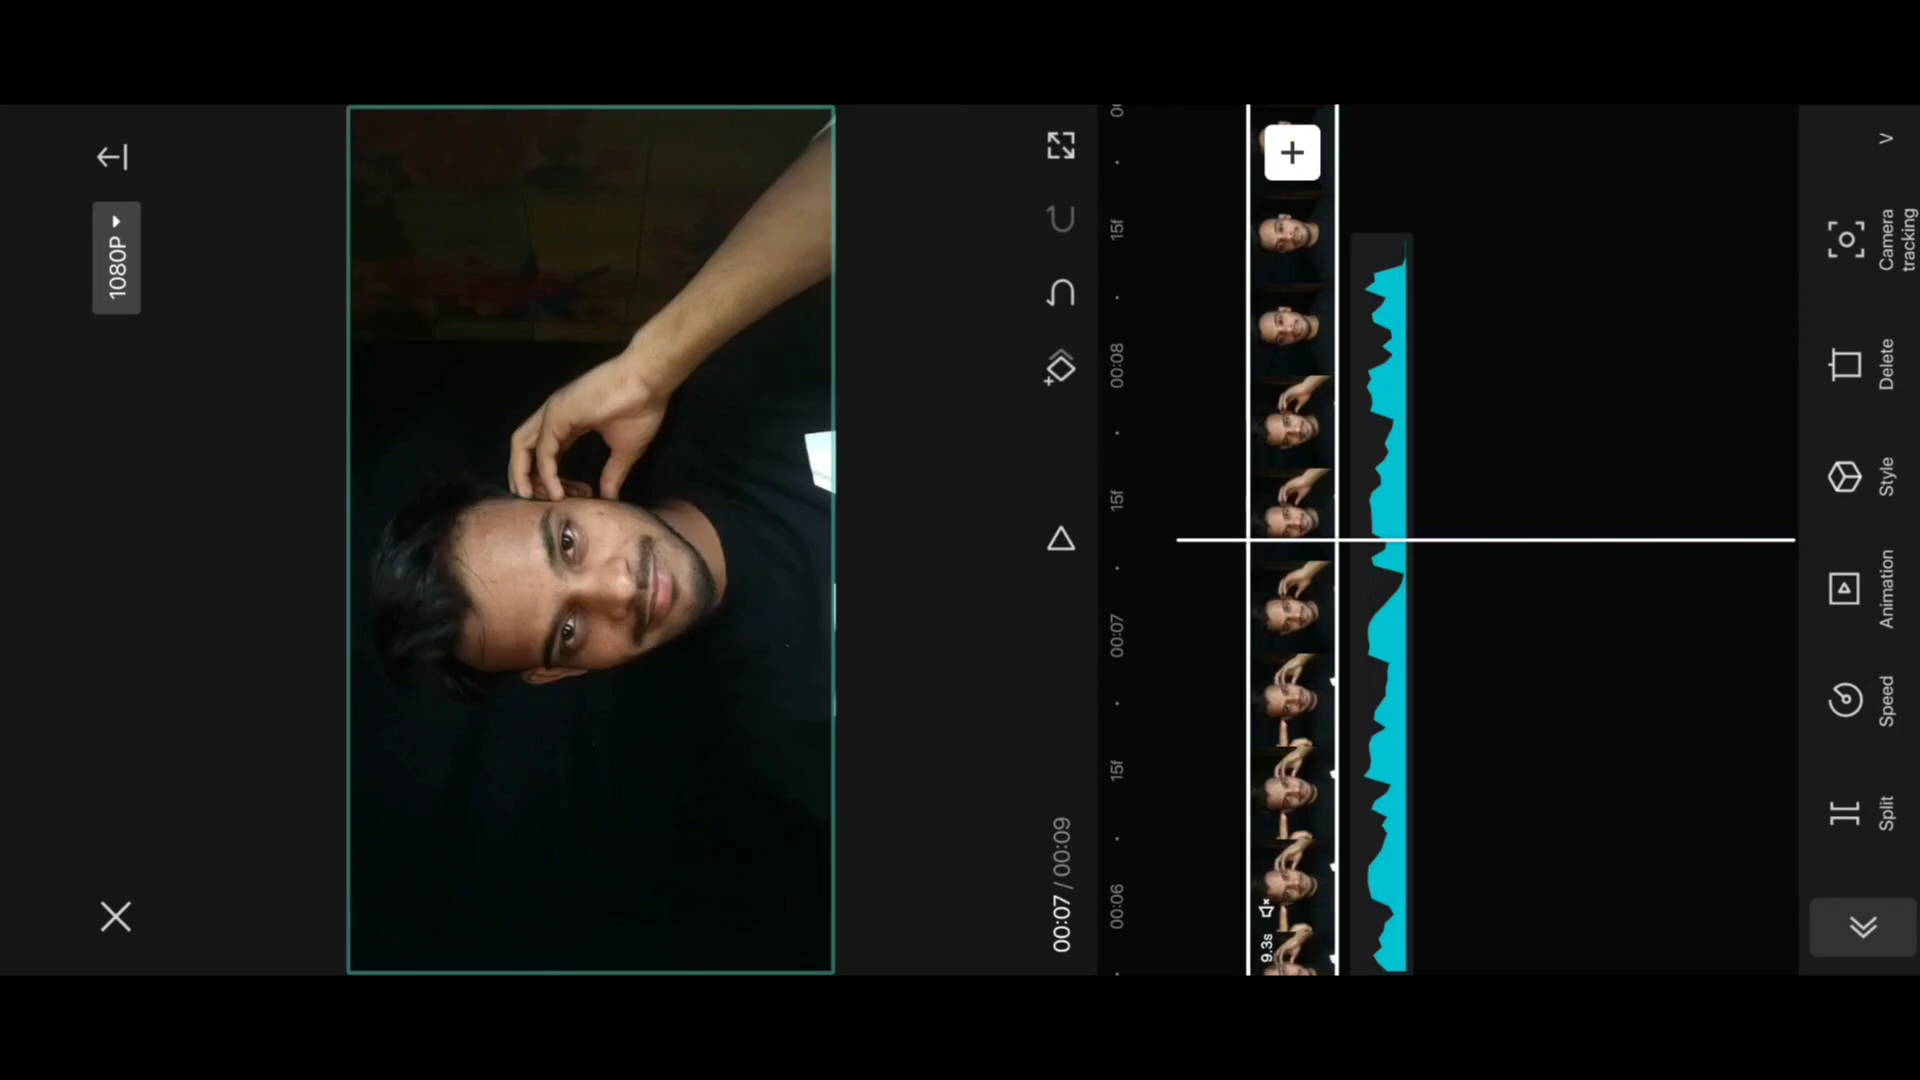 1080P
00:07 / 00:09
00:06
15f
00:07
15f
00:08
15f
9.3s
Split
Speed
Animation
Style
Delete
Camera
tracking